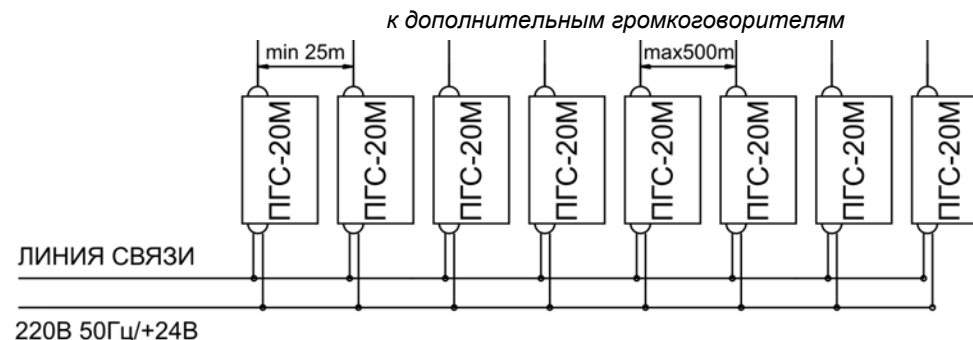 к дополнительным громкоговорителям
min 25m
max500m
ПГС-20М
ПГС-20М
ПГС-20М
ПГС-20М
ПГС-20М
ПГС-20М
ПГС-20М
ПГС-20М
ЛИНИЯ СВЯЗИ
220В 50Гц/+24В